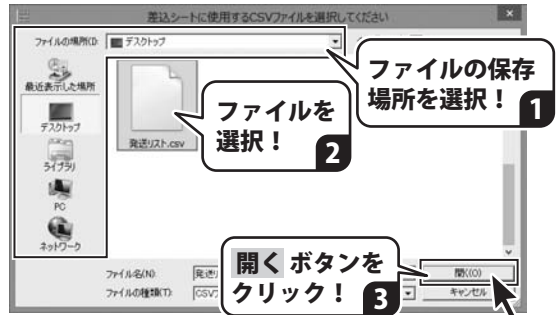 差込シートに使用するCSVファイルを選択してください
ファイルの場所(I):
デスクトップ
ファイルの保存
場所を選択！
1
最近表示した場所
デスクトップ
ライブラリ
PC
ネットワーク
発送リスト.csv
ファイルを
選択！
2
開く ボタンを
クリック！
3
ファイル名(N):
発送
開く(O)
ファイルの種類(T):
CSV
キャンセル